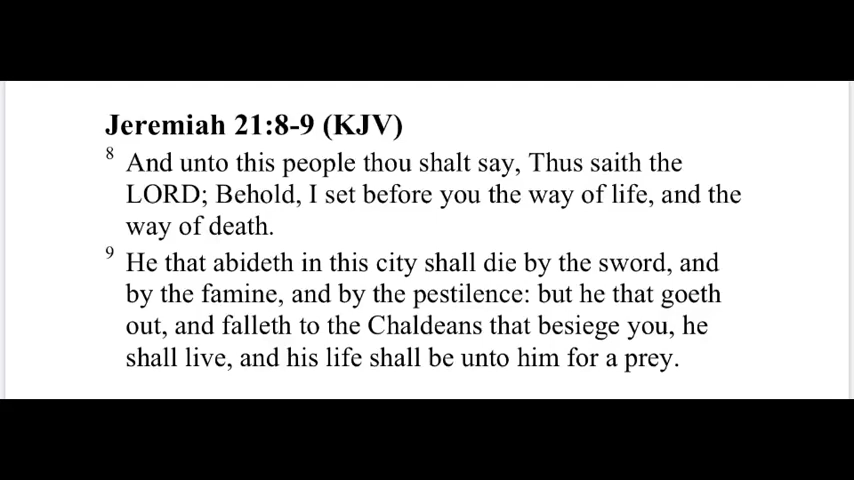 Jeremiah 21:8-9 (KJV)
8 And unto this people thou shalt say, Thus saith the
LORD; Behold, I set before you the way of life, and the
way of death.
9 He that abideth in this city shall die by the sword, and
by the famine, and by the pestilence: but he that goeth
out, and falleth to the Chaldeans that besiege you, he
shall live, and his life shall be unto him for a prey.